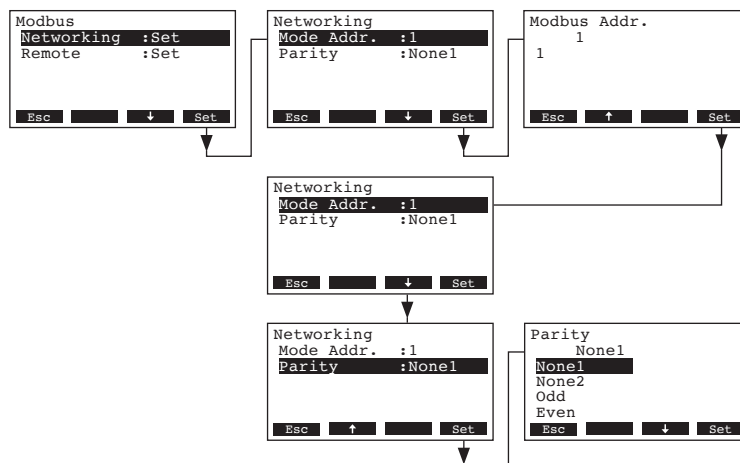 Modbus
Networking :Set
Remote :Set
Esc ↓ Set
Networking
Mode Addr. :1
Parity :None1
Esc ↓ Set
Modbus Addr.
1
1
Esc ↑ Set
Networking
Mode Addr. :1
Parity :None1
Esc ↓ Set
Networking
Mode Addr. :1
Parity :None1
Esc ↑ Set
Parity
None1
None1
None2
Odd
Even
Esc ↓ Set